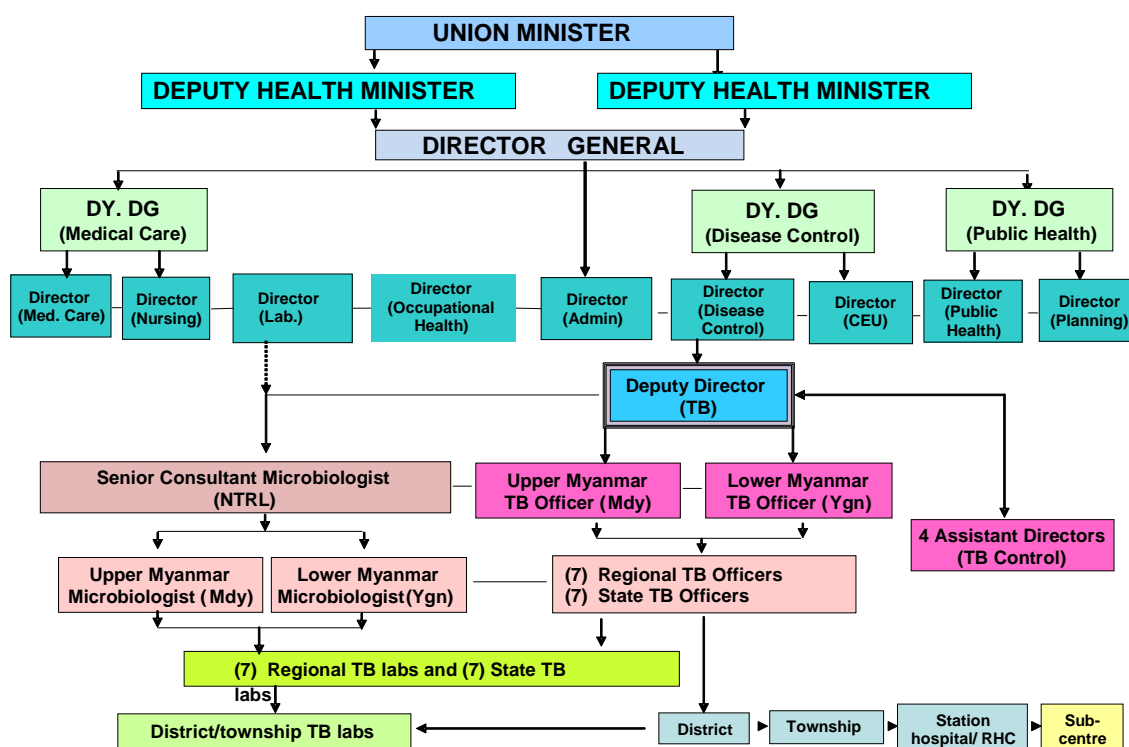 UNION MINISTER
DEPUTY HEALTH MINISTER
DEPUTY HEALTH MINISTER
DIRECTOR GENERAL
DY. DG
(Medical Care)
DY. DG
(Disease Control)
DY. DG
(Public Health)
Director
(Med. Care)
Director
(Nursing)
Director
(Lab.)
Director
(Occupational
Health)
Director
(Admin)
Director
(Disease
Control)
Director
(CEU)
Director
(Public
Health)
Director
(Planning)
Deputy Director
(TB)
Senior Consultant Microbiologist
(NTRL)
Upper Myanmar
TB Officer (Mdy)
Lower Myanmar
TB Officer (Ygn)
4 Assistant Directors
(TB Control)
Upper Myanmar
Microbiologist (Mdy)
Lower Myanmar
Microbiologist(Ygn)
(7) Regional TB Officers
(7) State TB Officers
(7) Regional TB labs and (7) State TB
labs
District/township TB labs
District
Township
Station
hospital/ RHC
Sub-
centre